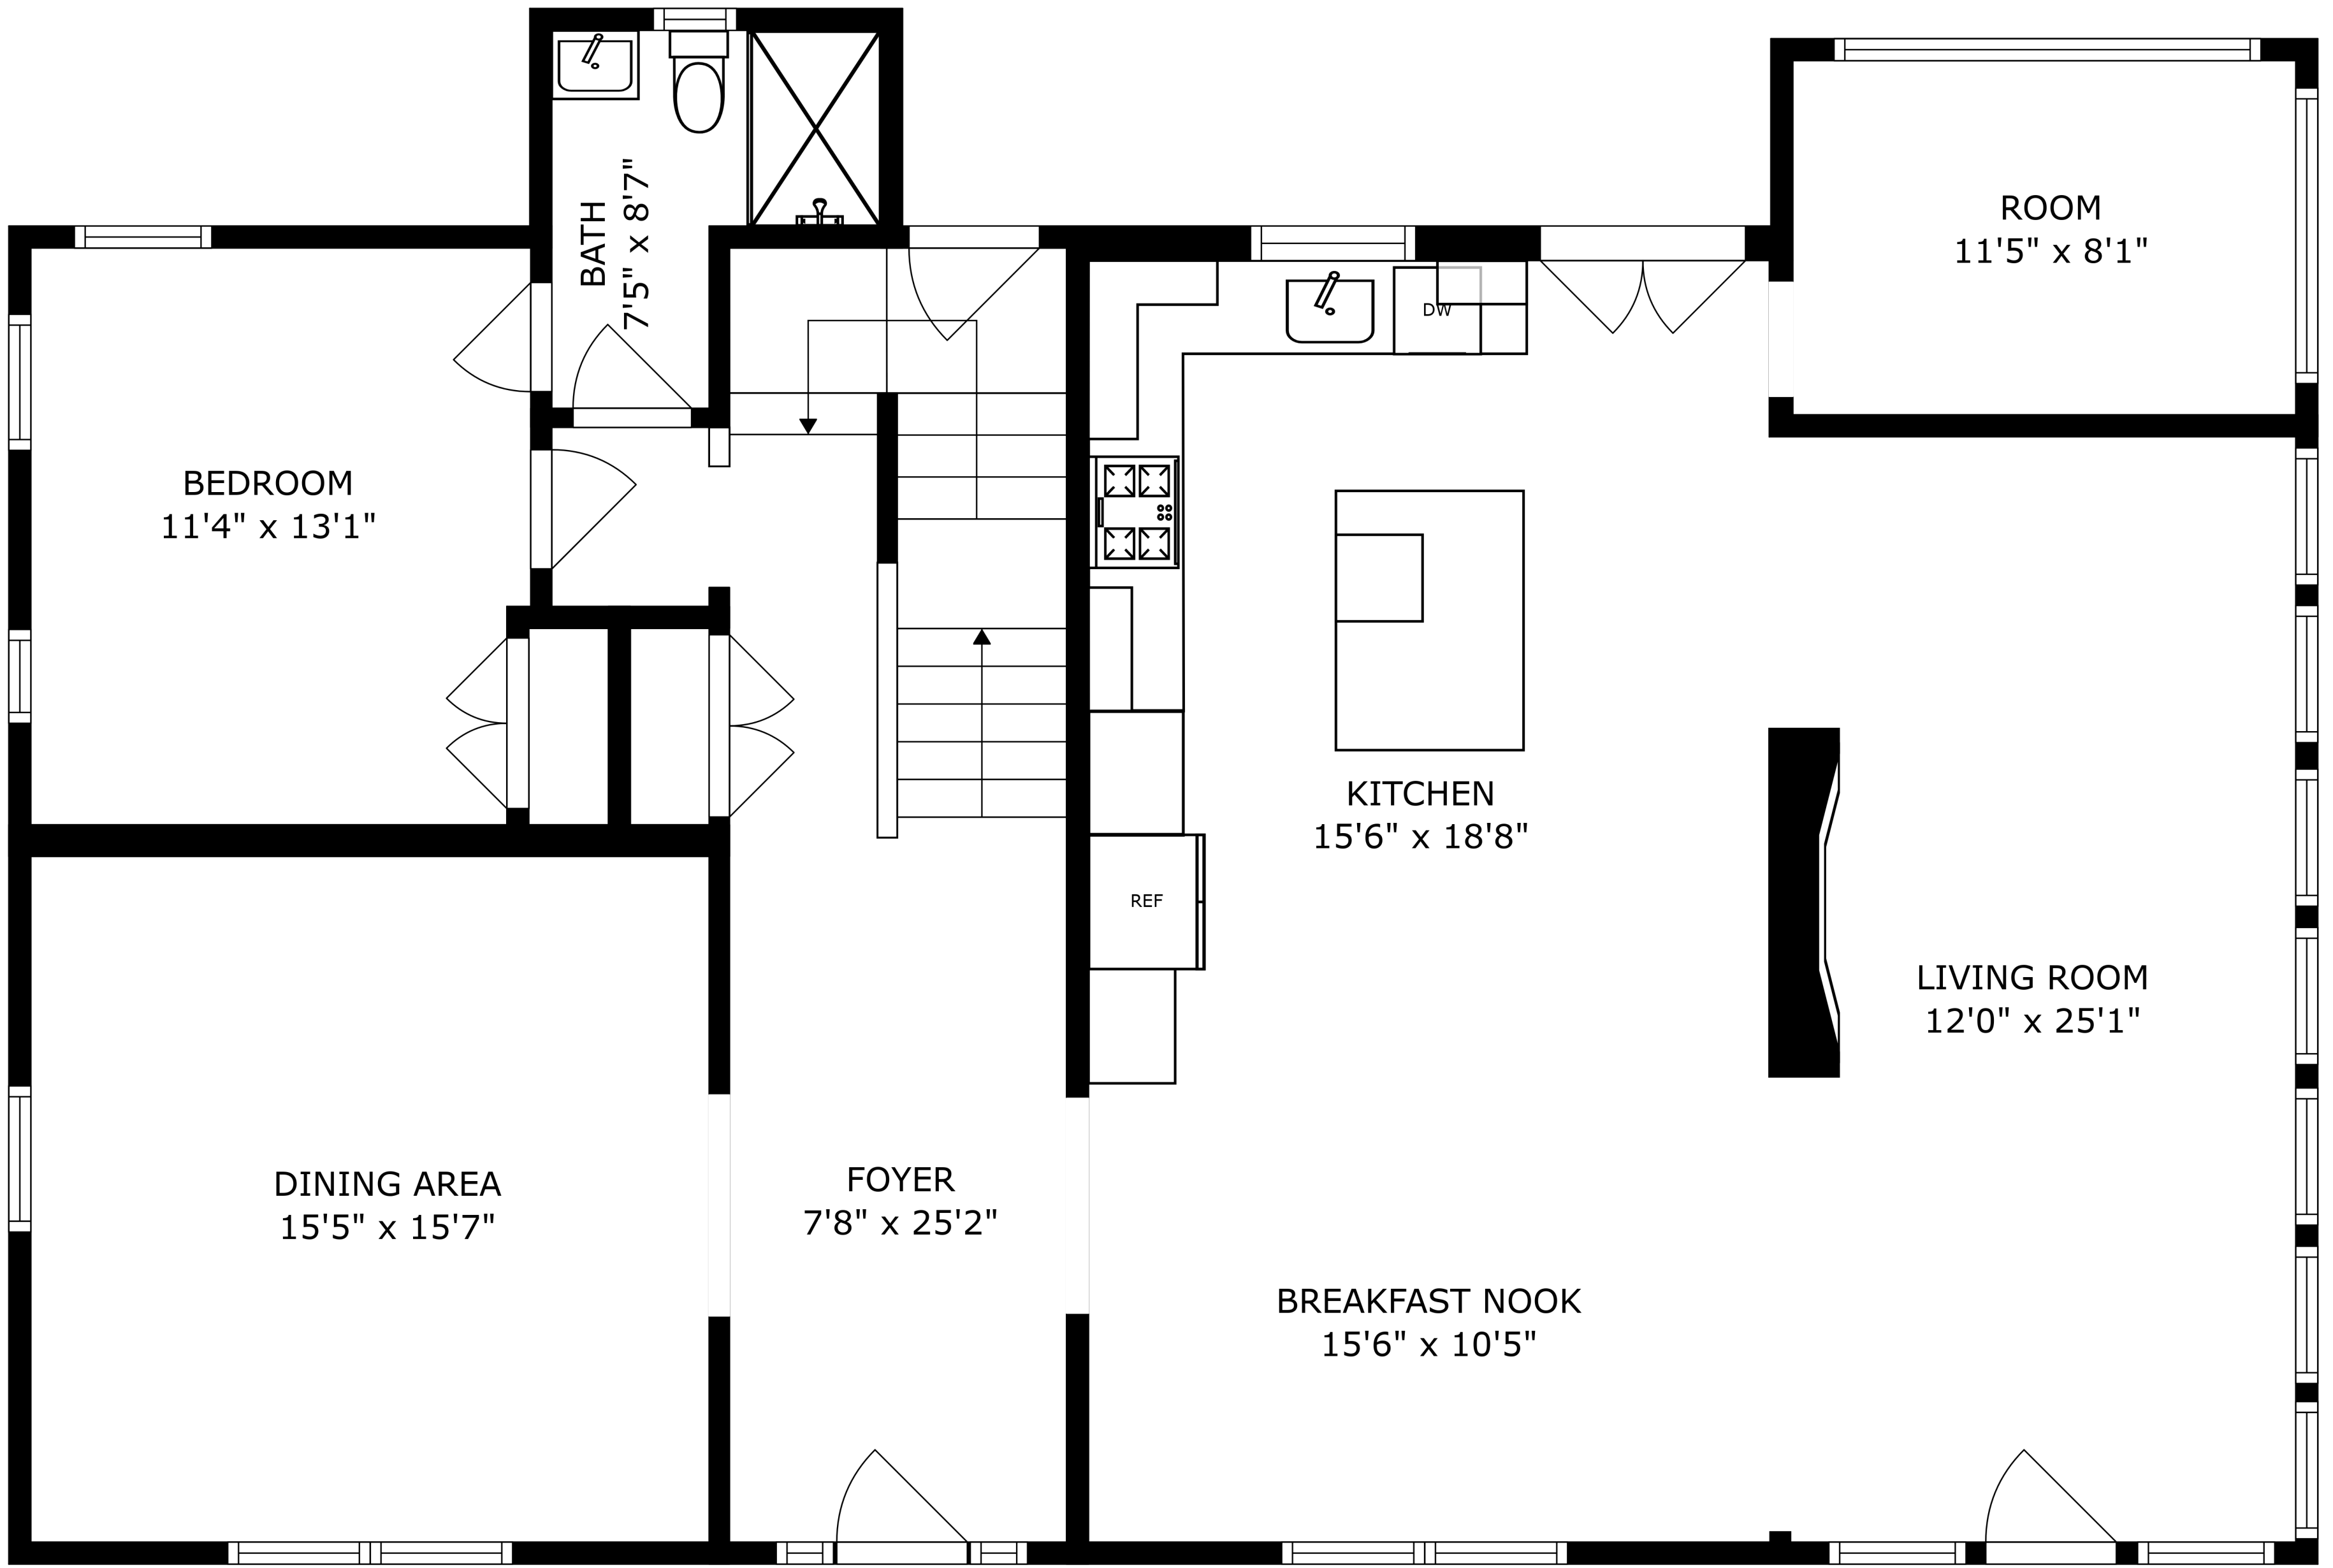 BATH
7'5" x 8'7"
ROOM
11'5" x 8'1"
DW
BEDROOM
11'4" x 13'1"
KITCHEN
15'6" x 18'8"
REF
LIVING ROOM
12'0" x 25'1"
DINING AREA
15'5" x 15'7"
FOYER
7'8" x 25'2"
BREAKFAST NOOK
15'6" x 10'5"